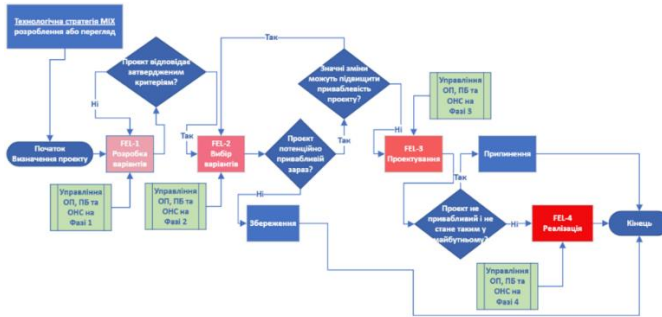 Технологічна стратегія МІХ
розроблення або перегляд
Проект відповідає
затвердженим
критеріям?
Так
Значні зміни
можуть підвищити
привабливість
проекту?
Управління
ОП, ПБ та
ОНС на
Фазі 3
Ні
Так
Початок
Визначення проекту
FEL-1
Розробка
варіантів
FEL-2
Вибір
варіантів
Проект
потенційно
привабливій
зараз?
Так
Ні
FEL-3
Проектування
Припинення
Так
Управління
ОП, ПБ та
ОНС на
Фазі 1
Управління
ОП, ПБ та
ОНС на
Фазі 2
Ні
Збереження
Проект не
привабливий і не
стане таким у
майбутньому?
Ні
FEL-4
Реалізація
Кінець
Управління
ОП, ПБ та
ОНС на
Фазі 4